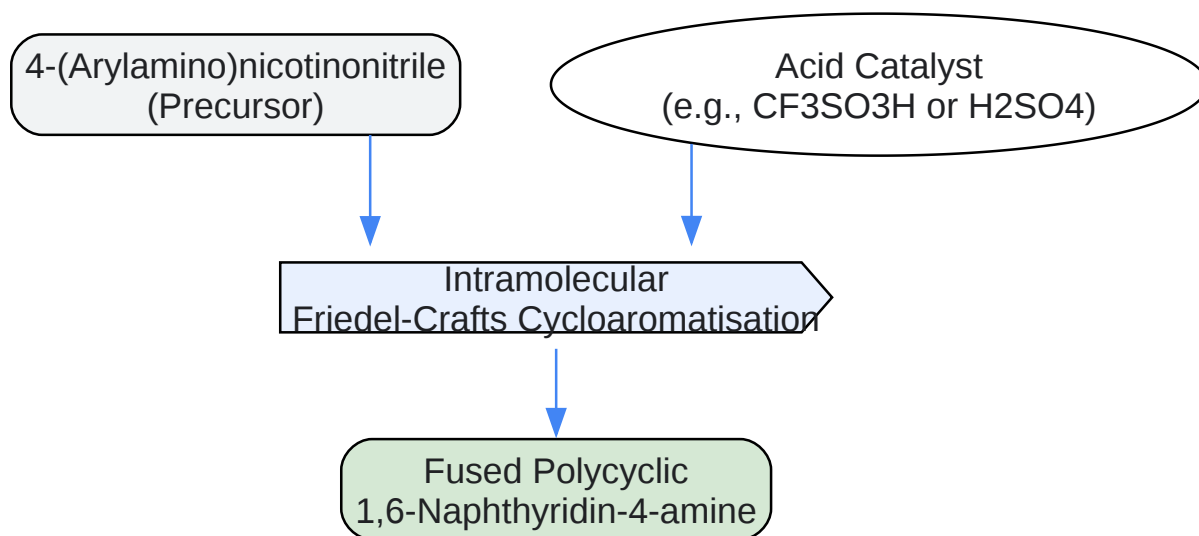 4-(Arylamino)nicotinonitrile
(Precursor)
Acid Catalyst
(e.g., CF3SO3H or H2SO4)
Intramolecular
Friedel-Crafts Cycloaromatisation
Fused Polycyclic
1,6-Naphthyridin-4-amine